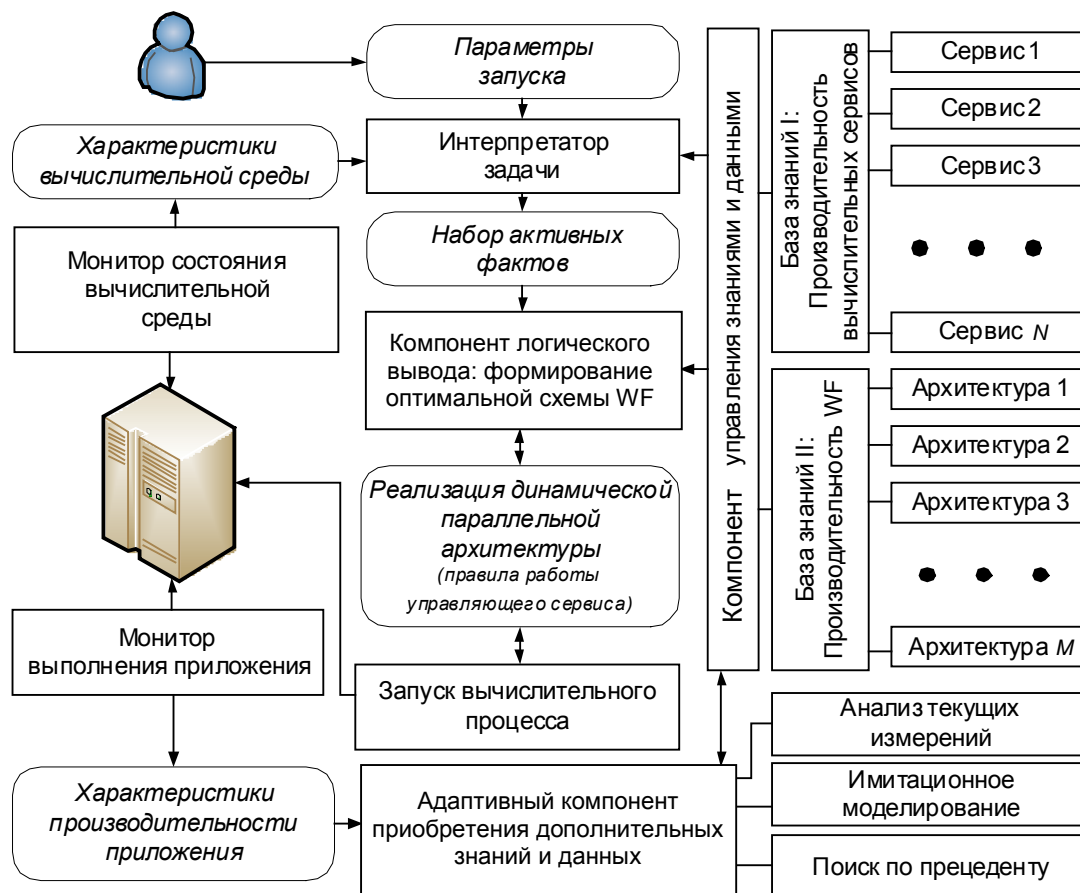 Параметры
запуска
Характеристики
вычислительной среды
Интерпретатор
задачи
Набор активных
фактов
Монитор состояния
вычислительной
среды
Компонент логического
вывода: формирование
оптимальной схемы WF
Реализация динамической
параллельной
архитектуры
(правила работы
управляющего сервиса)
Монитор
выполнения приложения
Запуск вычислительного
процесса
Характеристики
производительности
приложения
Адаптивный компонент
приобретения дополнительных
знаний и данных
Компонент управления знаниями и данными
База знаний I:
Производительность
вычислительных сервисов
Сервис 1
Сервис 2
Сервис 3
Сервис N
База знаний II:
Производительность WF
Архитектура 1
Архитектура 2
Архитектура 3
Архитектура M
Анализ текущих
измерений
Имитационное
моделирование
Поиск по прецеденту